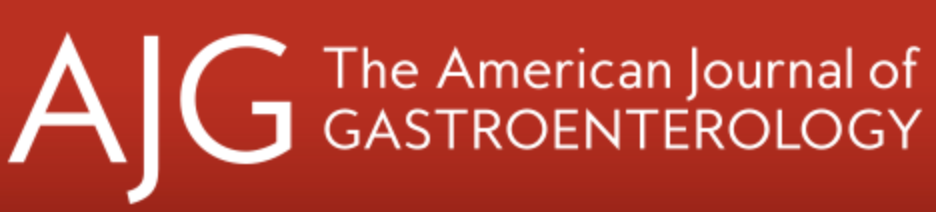 AJG
The American Journal of
GASTROENTEROLOGY